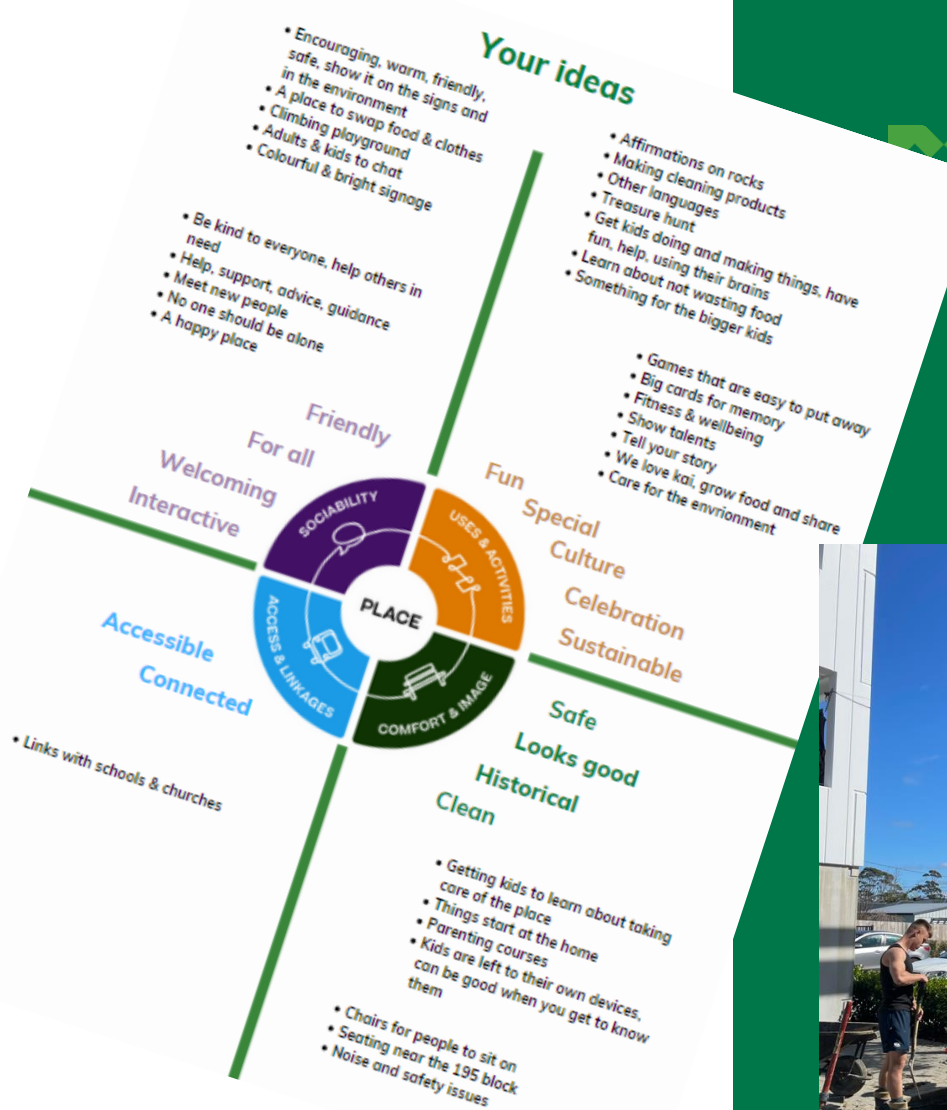 Your ideas
• Encouraging, warm, friendly,
safe, show it on the signs and
in the environment
• A place to swap food & clothes
• Climbing playground
• Adults & kids to chat
• Colourful & bright signage
• Be kind to everyone, help others in
need
• Help, support, advice, guidance
• Meet new people
• No one should be alone
• A happy place
Friendly
For all
Welcoming
Interactive
• Affirmations on rocks
• Making cleaning products
• Other languages
• Treasure hunt
• Get kids doing and making things, have
fun, help, using their brains
• Learn about not wasting food
• Something for the bigger kids
• Games that are easy to put away
• Big cards for memory
• Fitness & wellbeing
• Show talents
• Tell your story
• We love kai, grow food and share
• Care for the envrionment
Fun
Special
Culture
Celebration
Sustainable
SOCIABILITY
USES & ACTIVITIES
PLACE
ACCESS & LINKAGES
COMFORT & IMAGE
Accessible
Connected
• Links with schools & churches
Safe
Looks good
Historical
Clean
• Getting kids to learn about taking
care of the place
• Things start at the home
• Parenting courses
• Kids are left to their own devices,
can be good when you get to know
them
• Chairs for people to sit on
• Seating near the 195 block
• Noise and safety issues